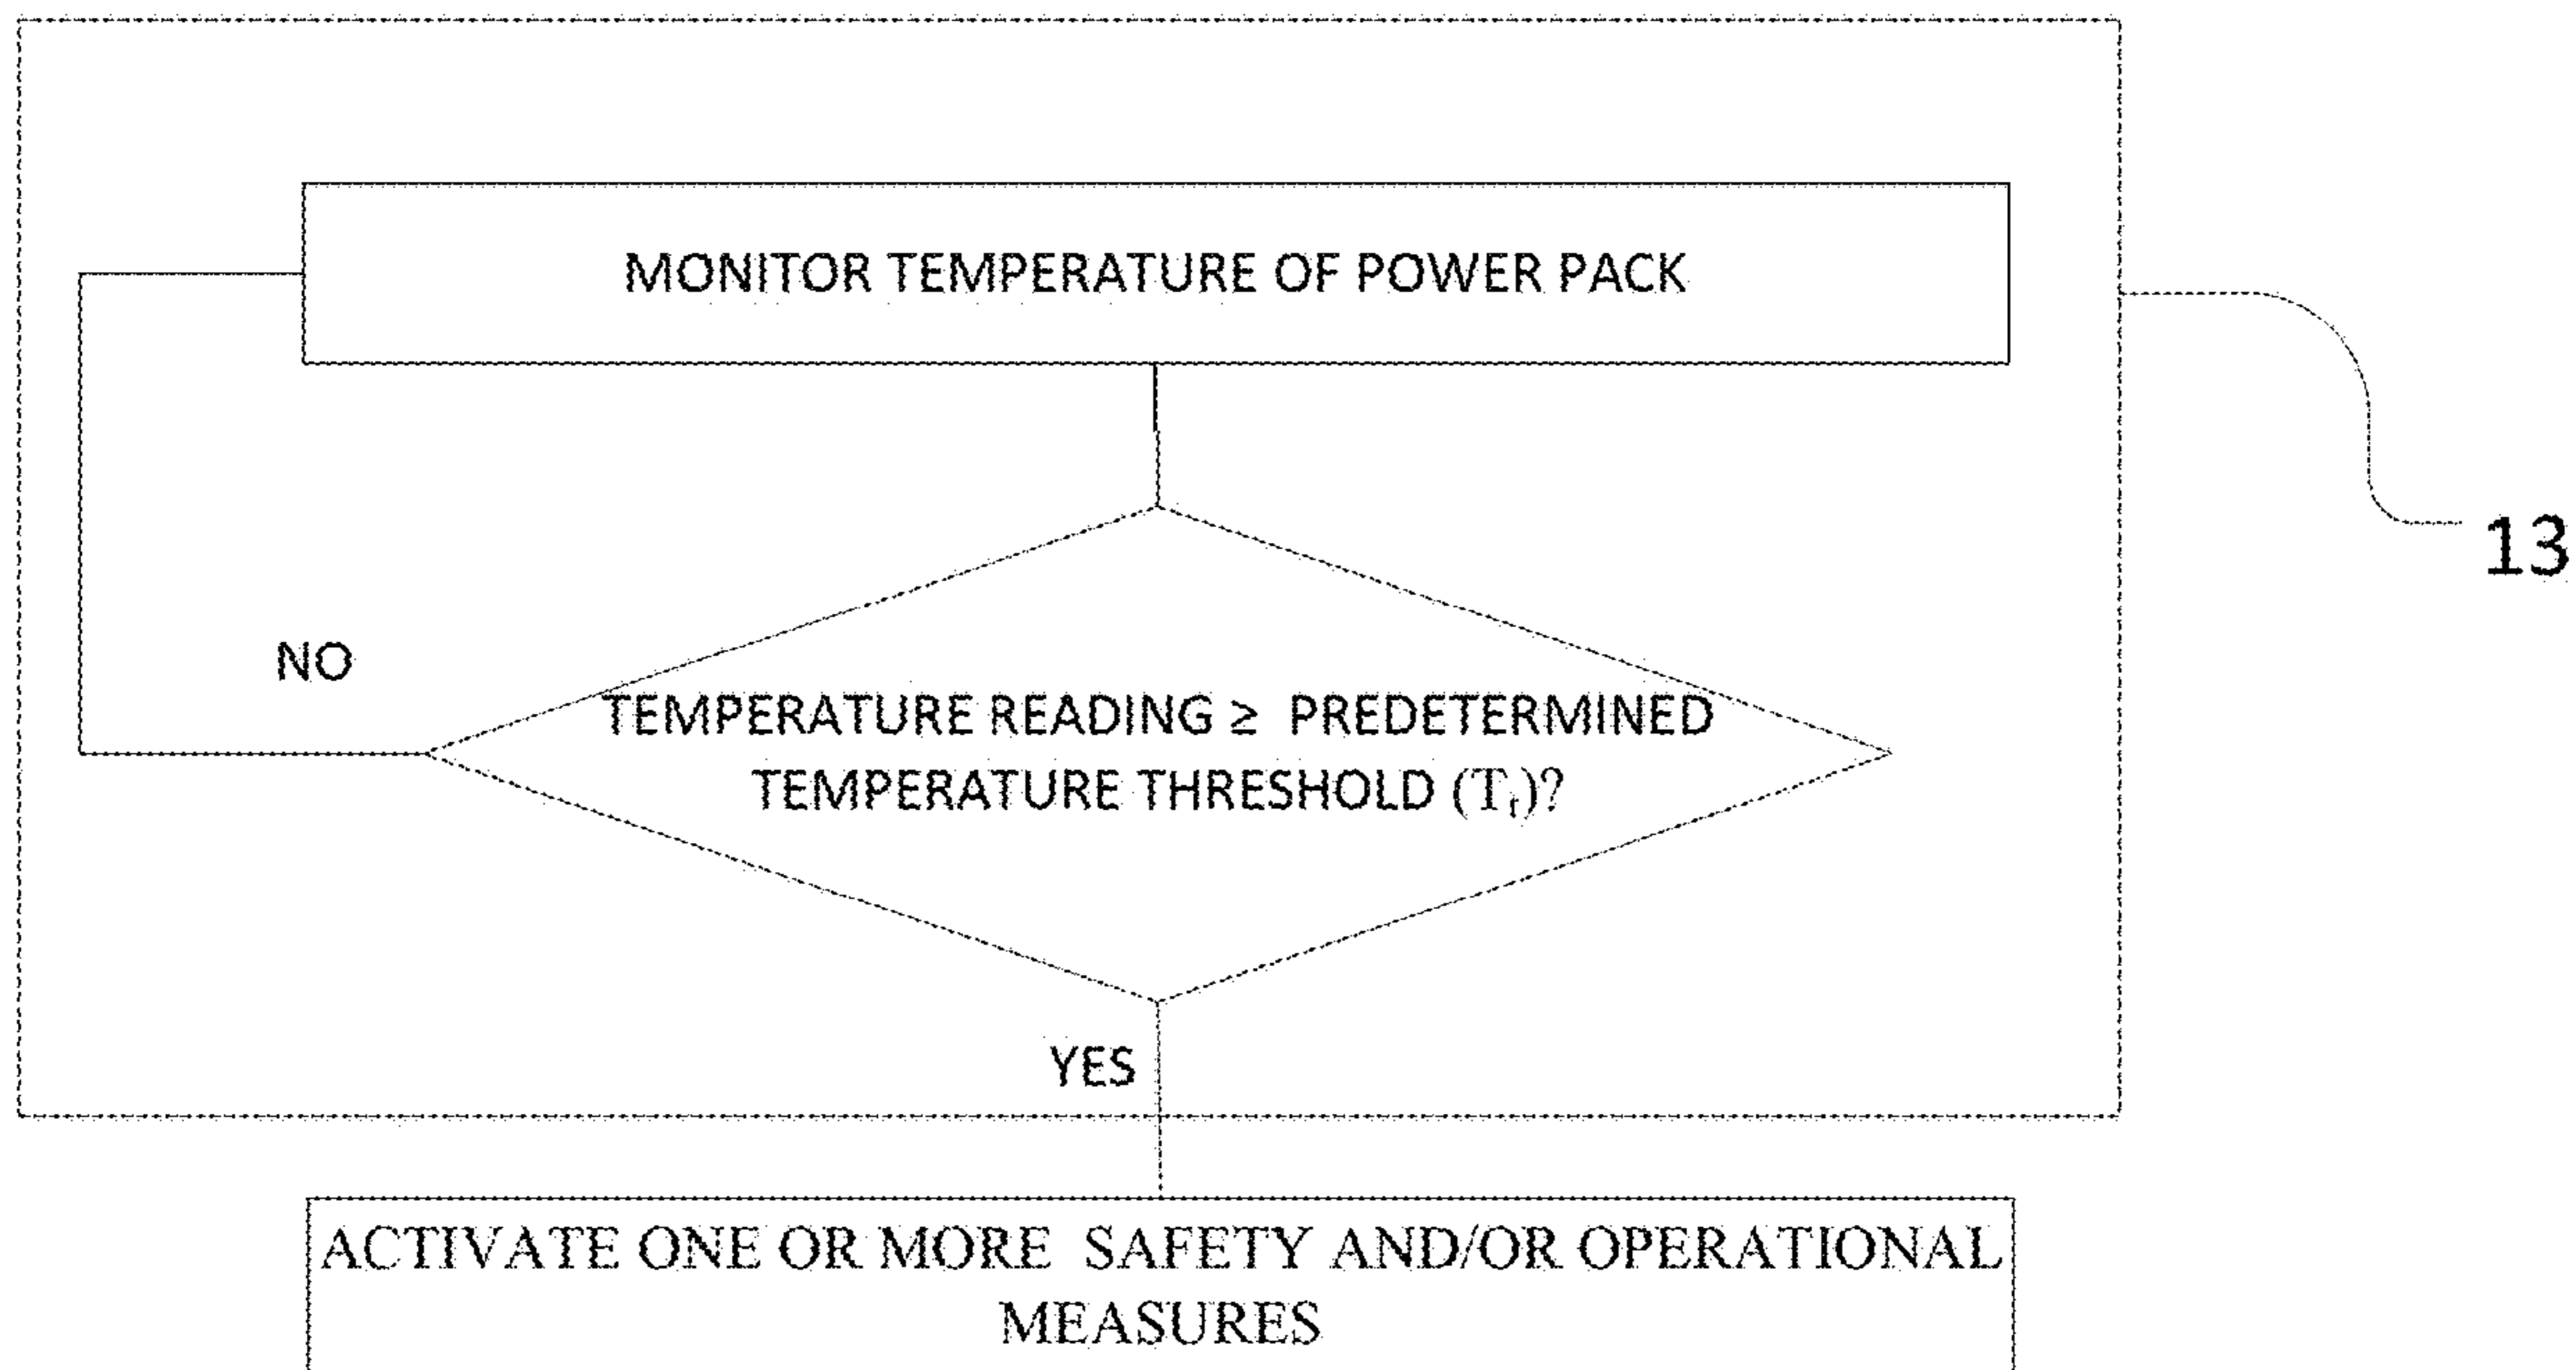 MONITOR TEMPERATURE OF POWER PACK
13
NO
TEMPERATURE READING ≥ PREDETERMINED
TEMPERATURE THRESHOLD (Tₜ)?
YES
ACTIVATE ONE OR MORE SAFETY AND/OR OPERATIONAL
MEASURES